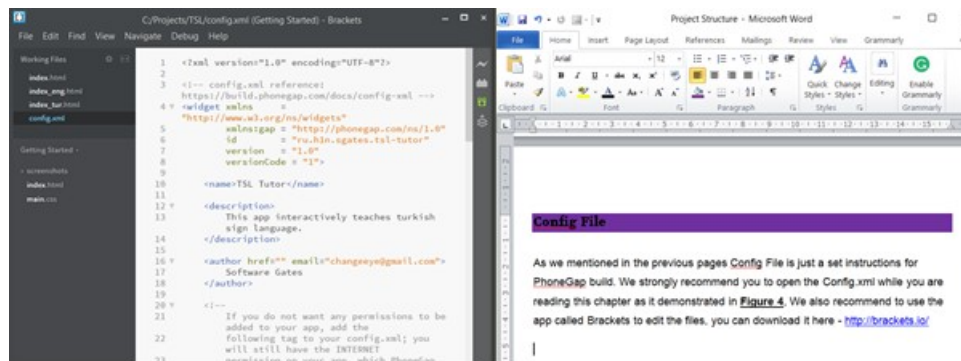 C:/Projects/TSL/config.xml (Getting Started) - Brackets
File Edit Find View Navigate Debug Help
Working Files
index.html
index_eng.html
index_tur.html
config.xml
Getting Started
screenshots
index.html
main.css
1 <?xml version="1.0" encoding="UTF-8"?>
2
3 <!-- config.xml reference:
https://build.phonegap.com/docs/config-xml -->
4 <widget xmlns
"http://www.w3.org/ns/widgets"
5 xmlns:gap = "http://phonegap.com/ns/1.0"
6 id = "ru.h1n.sgates.tsl-tutor"
7 version = "1.0"
8 versionCode = "1">
9
10 <name>TSL Tutor</name>
11
12 <description>
13 This app interactively teaches turkish
sign language.
14 </description>
15
16 <author href="" email="changeeye@gmail.com">
17 Software Gates
18 </author>
19
20 <!--
21 If you do not want any permissions to be
added to your app, add the
22 following tag to your config.xml; you
will still have the INTERNET
23 permission on your app, which PhoneGap
Project Structure - Microsoft Word
File Home Insert Page Layout References Mailings Review View Grammarly
Arial 12
Paste
Quick Styles
Change Styles
Editing
Enable Grammarly
Clipboard Font Paragraph Styles Grammarly
Config File
As we mentioned in the previous pages Config File is just a set instructions for
PhoneGap build. We strongly recommend you to open the Config.xml while you are
reading this chapter as it demonstrated in Figure 4. We also recommend to use the
app called Brackets to edit the files, you can download it here - http://brackets.io/